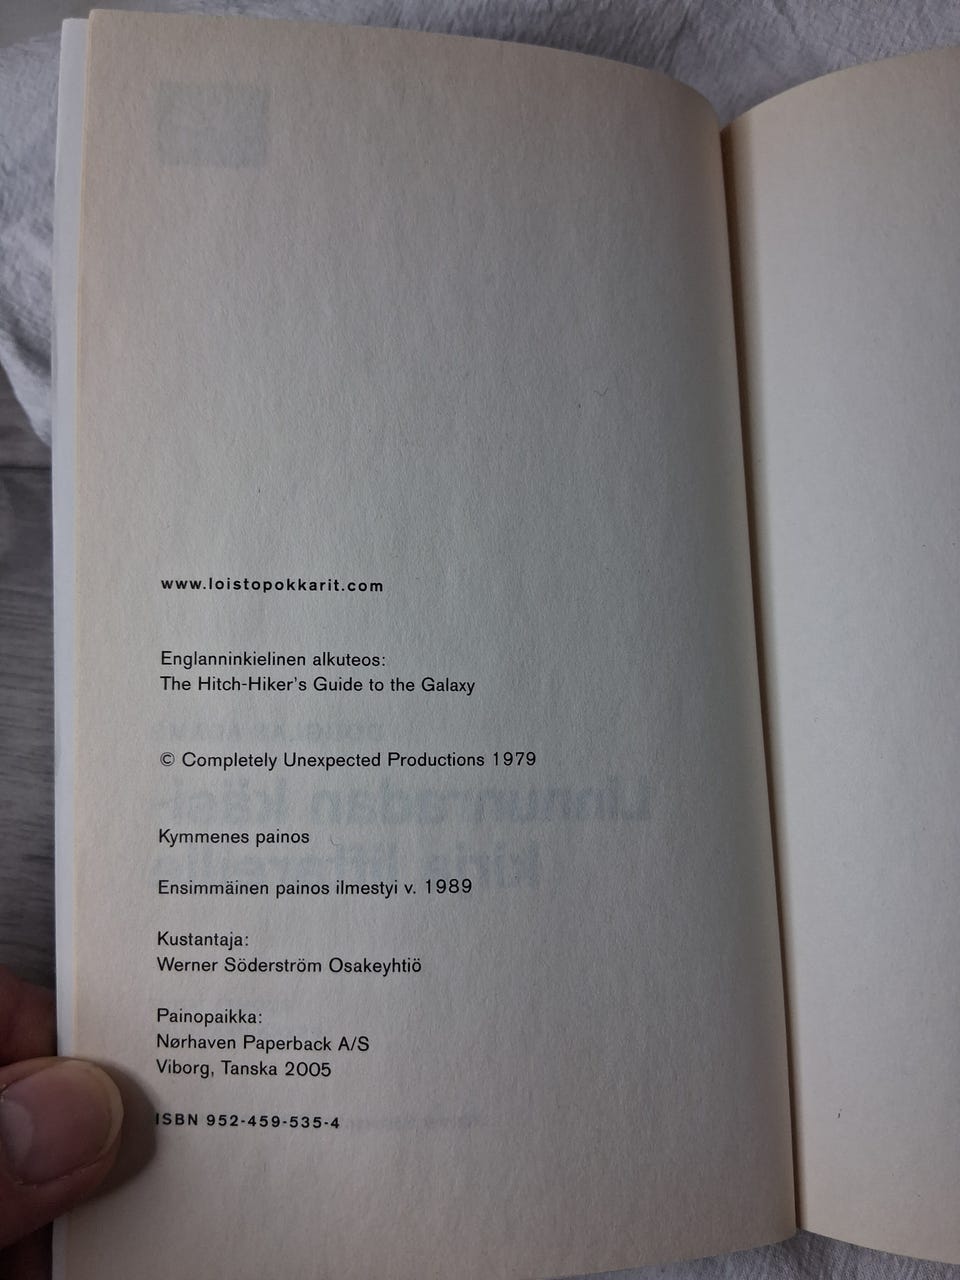 www.loistopokkarit.com
Englanninkielinen alkuteos:
The Hitch-Hiker's Guide to the Galaxy
© Completely Unexpected Productions 1979
Kymmenes painos
Ensimmäinen painos ilmestyi v. 1989
Kustantaja:
Werner Söderström Osakeyhtiö
Painopaikka:
Nørhaven Paperback A/S
Viborg, Tanska 2005
ISBN 952-459-535-4